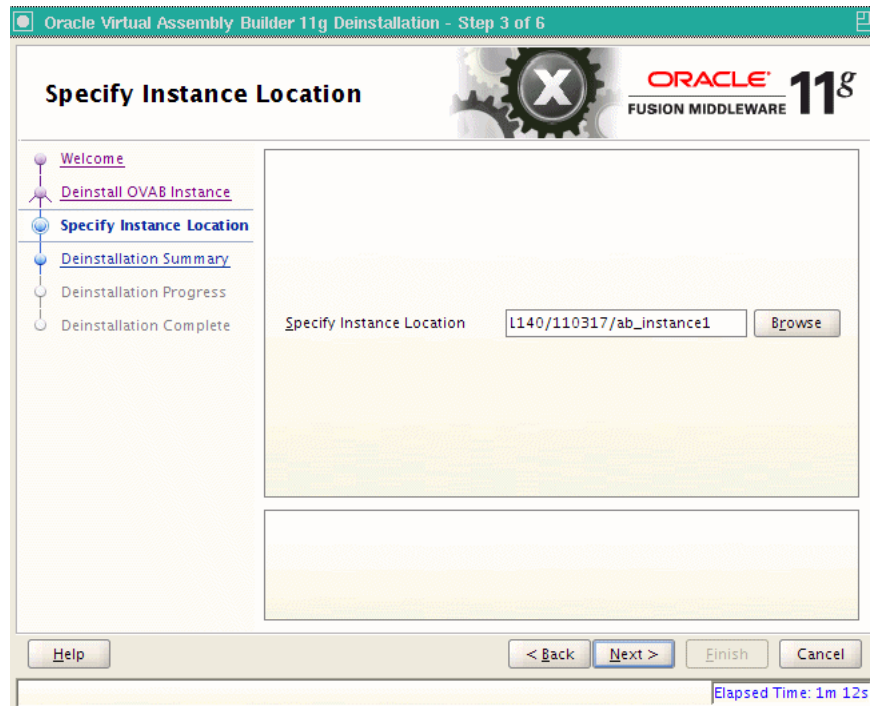 Oracle Virtual Assembly Builder 11g Deinstallation - Step 3 of 6
Specify Instance Location
ORACLE
FUSION MIDDLEWARE
11g
Welcome
Deinstall OVAB Instance
Specify Instance Location
Deinstallation Summary
Deinstallation Progress
Deinstallation Complete
Specify Instance Location
1140/110317/ab_instance1
Browse
Help
< Back
Next >
Finish
Cancel
Elapsed Time: 1m 12s